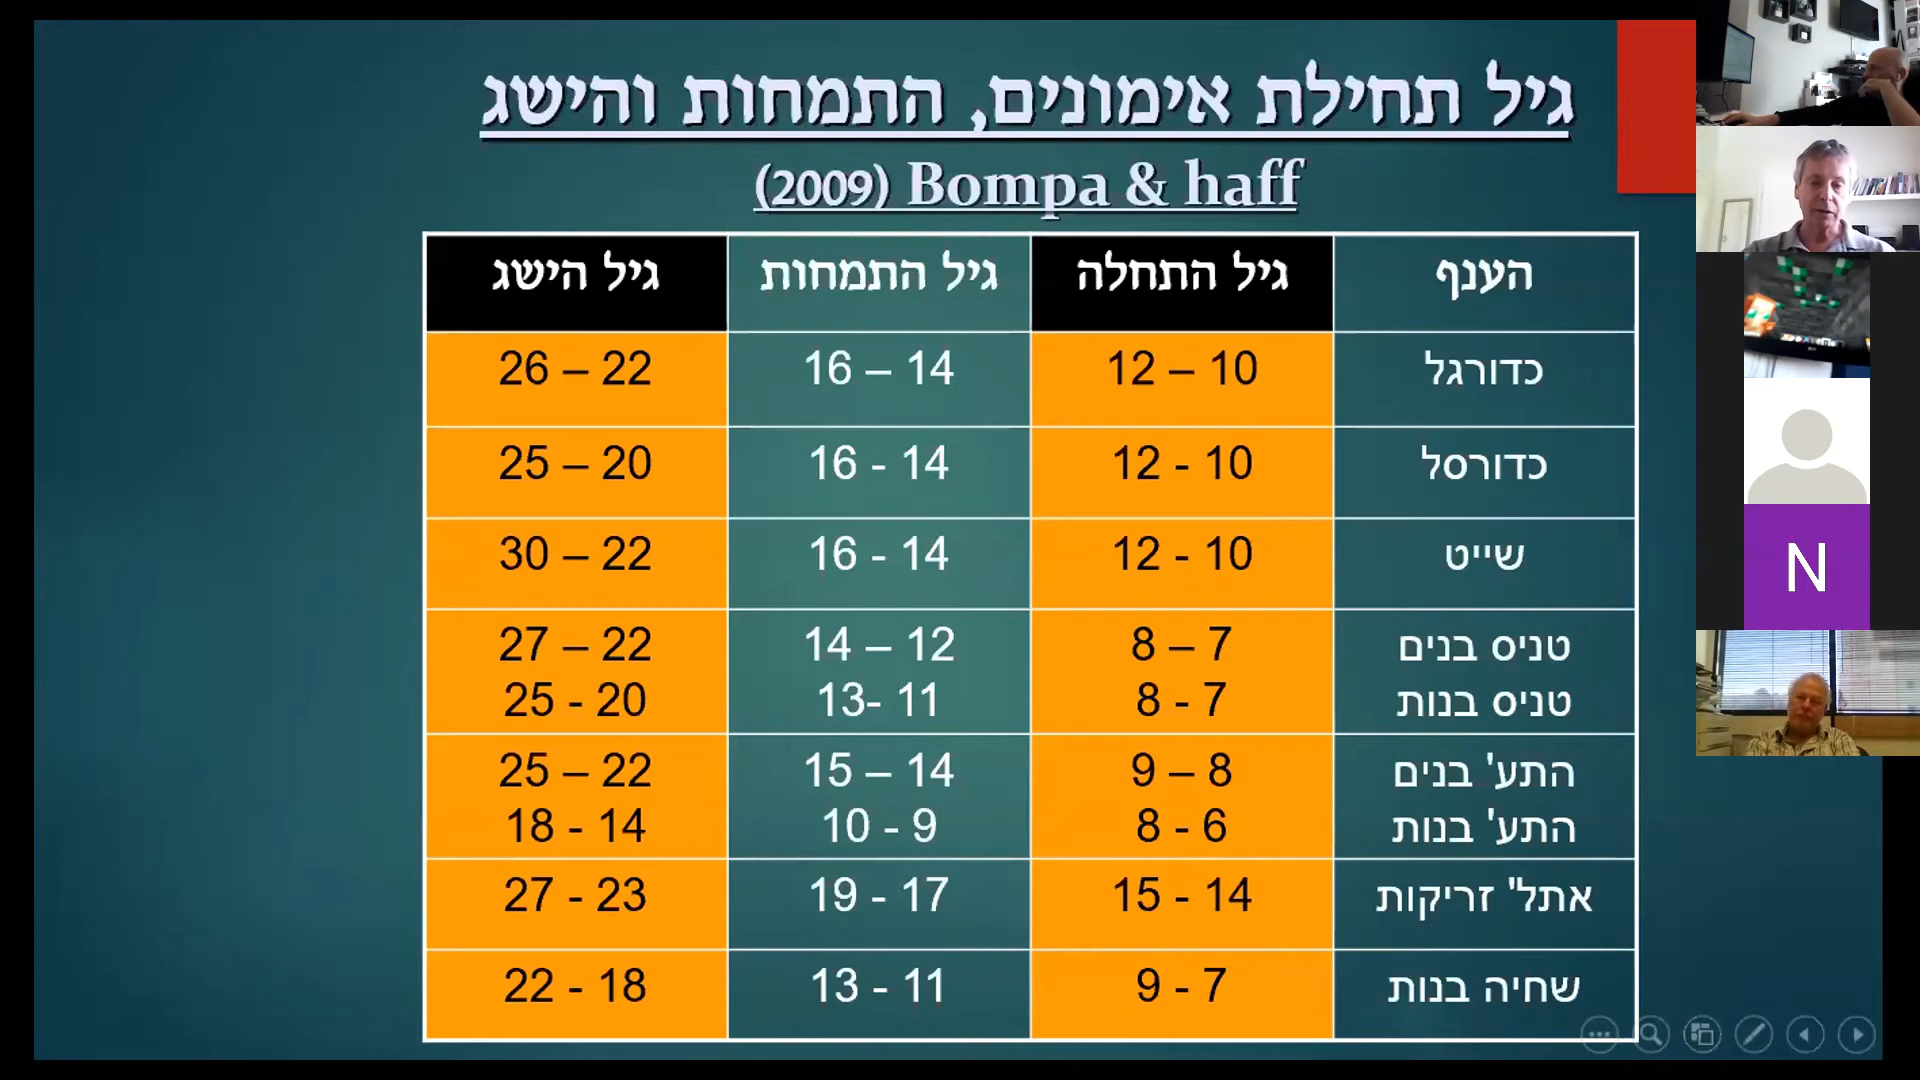 גיל תחילת אימונים, התמחות והישג
Bompa & haff (2009)
הענף גיל התחלה גיל התמחות גיל הישג
כדורגל 10 – 12 14 – 16 22 – 26
כדורסל 10 - 12 14 - 16 20 – 25
שייט 10 - 12 14 - 16 22 – 30
טניס בנים 7 – 8 12 – 14 22 – 27
טניס בנות 7 - 8 11 -13 20 - 25
התע' בנים 8 – 9 14 – 15 22 – 25
התע' בנות 6 - 8 9 - 10 14 - 18
אתל' זריקות 14 - 15 17 - 19 23 - 27
שחיה בנות 7 - 9 11 - 13 18 - 22
N